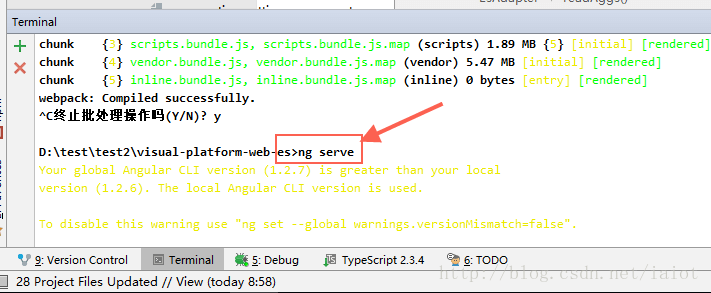 Terminal
chunk    {3} scripts.bundle.js, scripts.bundle.js.map (scripts) 1.89 MB {5} [initial] [rendered]
chunk    {4} vendor.bundle.js, vendor.bundle.js.map (vendor) 5.47 MB [initial] [rendered]
chunk    {5} inline.bundle.js, inline.bundle.js.map (inline) 0 bytes [entry] [rendered]
webpack: Compiled successfully.
^C终止批处理操作吗(Y/N)? y
D:\test\test2\visual-platform-web-es>ng serve
Your global Angular CLI version (1.2.7) is greater than your local
version (1.2.6). The local Angular CLI version is used.
To disable this warning use "ng set --global warnings.versionMismatch=false".
9: Version Control Terminal 5: Debug TypeScript 2.3.4 6: TODO
28 Project Files Updated // View (today 8:58)
http://blog.csdn.net/iaiot